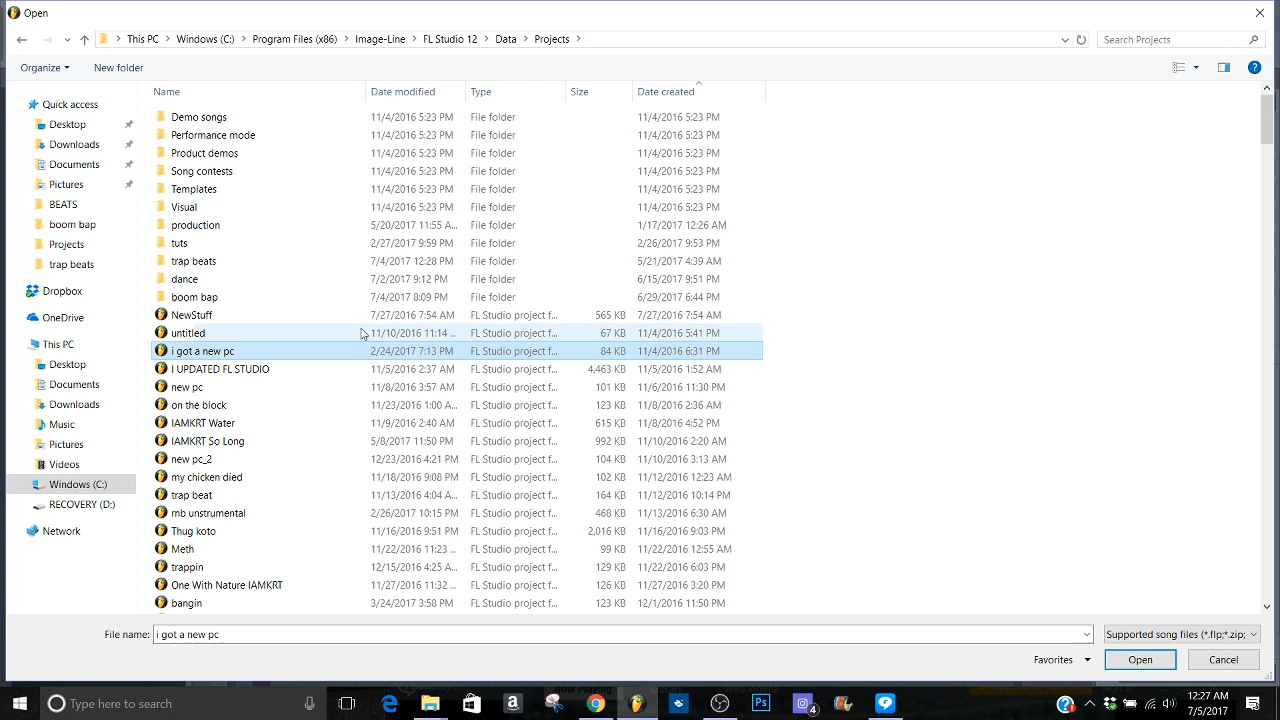 Open
This PC > Windows (C:) > Program Files (x86) > Image-Line > FL Studio 12 > Data > Projects >
Search Projects
Organize
New folder
Name Date modified Type Size Date created
Quick access
Desktop
Downloads
Documents
Pictures
BEATS
boom bap
Projects
trap beats
Dropbox
OneDrive
This PC
Desktop
Documents
Downloads
Music
Pictures
Videos
Windows (C:)
RECOVERY (D:)
Network
Demo songs 11/4/2016 5:23 PM File folder 11/4/2016 5:23 PM
Performance mode 11/4/2016 5:23 PM File folder 11/4/2016 5:23 PM
Product demos 11/4/2016 5:23 PM File folder 11/4/2016 5:23 PM
Song contests 11/4/2016 5:23 PM File folder 11/4/2016 5:23 PM
Templates 11/4/2016 5:23 PM File folder 11/4/2016 5:23 PM
Visual 11/4/2016 5:23 PM File folder 11/4/2016 5:23 PM
production 5/20/2017 11:55 A... File folder 1/17/2017 12:26 AM
tuts 2/27/2017 9:59 PM File folder 2/26/2017 9:53 PM
trap beats 7/4/2017 12:28 PM File folder 5/21/2017 4:39 AM
dance 7/2/2017 9:12 PM File folder 6/15/2017 9:51 PM
boom bap 7/4/2017 8:09 PM File folder 6/29/2017 6:44 PM
NewStuff 7/27/2016 7:54 AM FL Studio project f... 565 KB 7/27/2016 7:54 AM
untitled 11/10/2016 11:14 ... FL Studio project f... 67 KB 11/4/2016 5:41 PM
i got a new pc 2/24/2017 7:13 PM FL Studio project f... 84 KB 11/4/2016 6:31 PM
I UPDATED FL STUDIO 11/5/2016 2:37 AM FL Studio project f... 4,463 KB 11/5/2016 1:52 AM
new pc 11/8/2016 3:57 AM FL Studio project f... 101 KB 11/6/2016 11:30 PM
on the block 11/23/2016 1:00 A... FL Studio project f... 123 KB 11/8/2016 2:36 AM
IAMKRT Water 11/9/2016 2:40 AM FL Studio project f... 615 KB 11/8/2016 4:52 PM
IAMKRT So Long 5/8/2017 11:50 PM FL Studio project f... 992 KB 11/10/2016 2:20 AM
new pc_2 12/23/2016 4:21 PM FL Studio project f... 104 KB 11/10/2016 3:13 AM
my chicken died 11/18/2016 9:08 PM FL Studio project f... 102 KB 11/12/2016 12:23 AM
trap beat 11/13/2016 4:04 A... FL Studio project f... 164 KB 11/12/2016 10:14 PM
rnb unstrumental 2/26/2017 10:15 PM FL Studio project f... 468 KB 11/13/2016 6:30 AM
Thug koto 11/16/2016 9:51 PM FL Studio project f... 2,016 KB 11/16/2016 9:03 PM
Meth 11/22/2016 11:23 ... FL Studio project f... 99 KB 11/22/2016 12:55 AM
trappin 12/15/2016 4:25 A... FL Studio project f... 129 KB 11/22/2016 6:03 PM
One With Nature IAMKRT 11/27/2016 11:32 ... FL Studio project f... 126 KB 11/27/2016 3:20 PM
bangin 3/24/2017 3:58 PM FL Studio project f... 123 KB 12/1/2016 11:50 PM
File name: i got a new pc
Supported song files (*.flp;*.zip;
Favorites
Open
Cancel
Now Playing
Type here to search
Ps
4
12:27 AM
7/5/2017